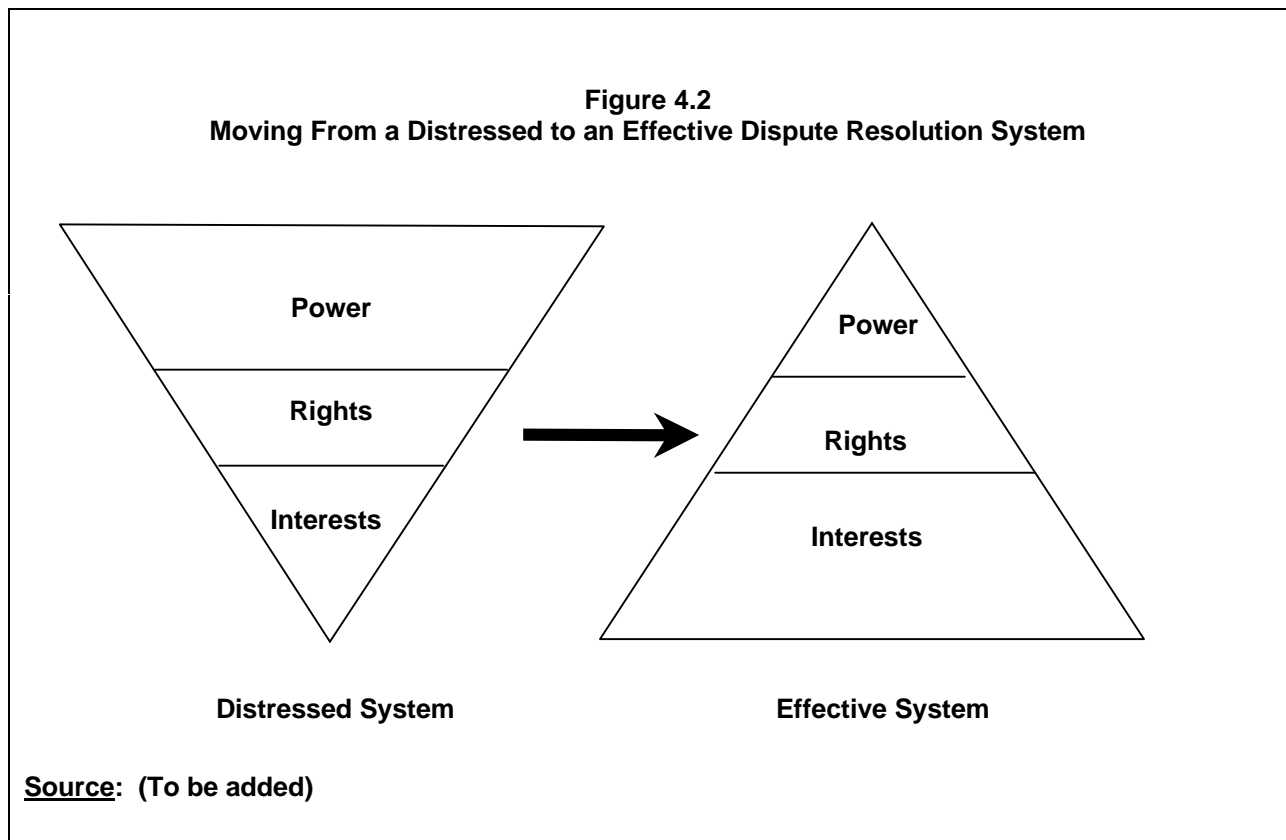 Figure 4.2
Moving From a Distressed to an Effective Dispute Resolution System
Power
Rights
Interests
Power
Rights
Interests
Distressed System
Effective System
Source: (To be added)